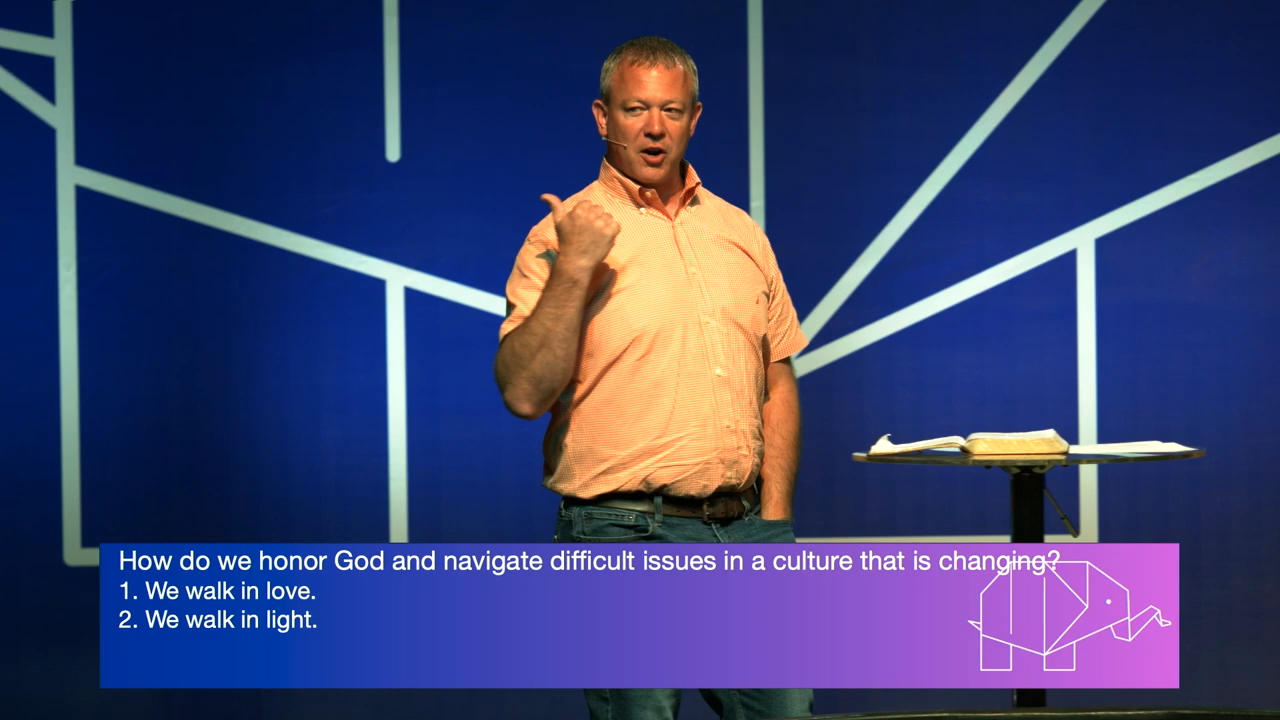 How do we honor God and navigate difficult issues in a culture that is changing?
1. We walk in love.
2. We walk in light.